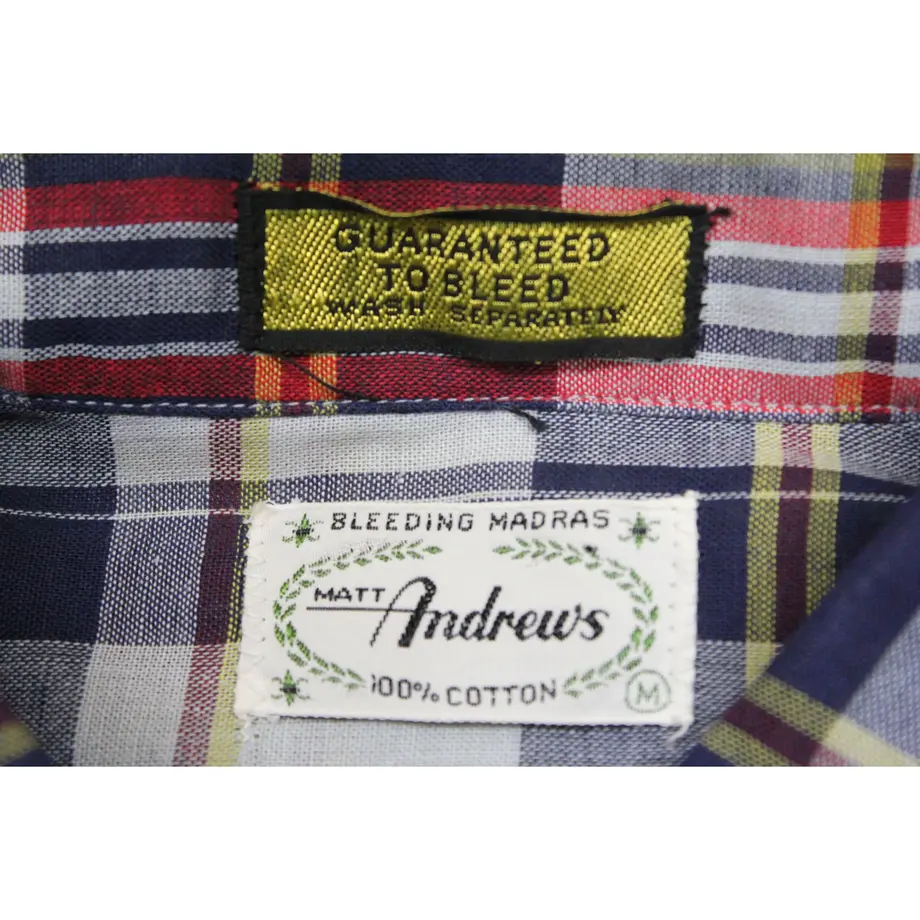 GUARANTEED
TO BLEED
WASH SEPARATELY
BLEEDING MADRAS
MATT Andrews
100% COTTON
M